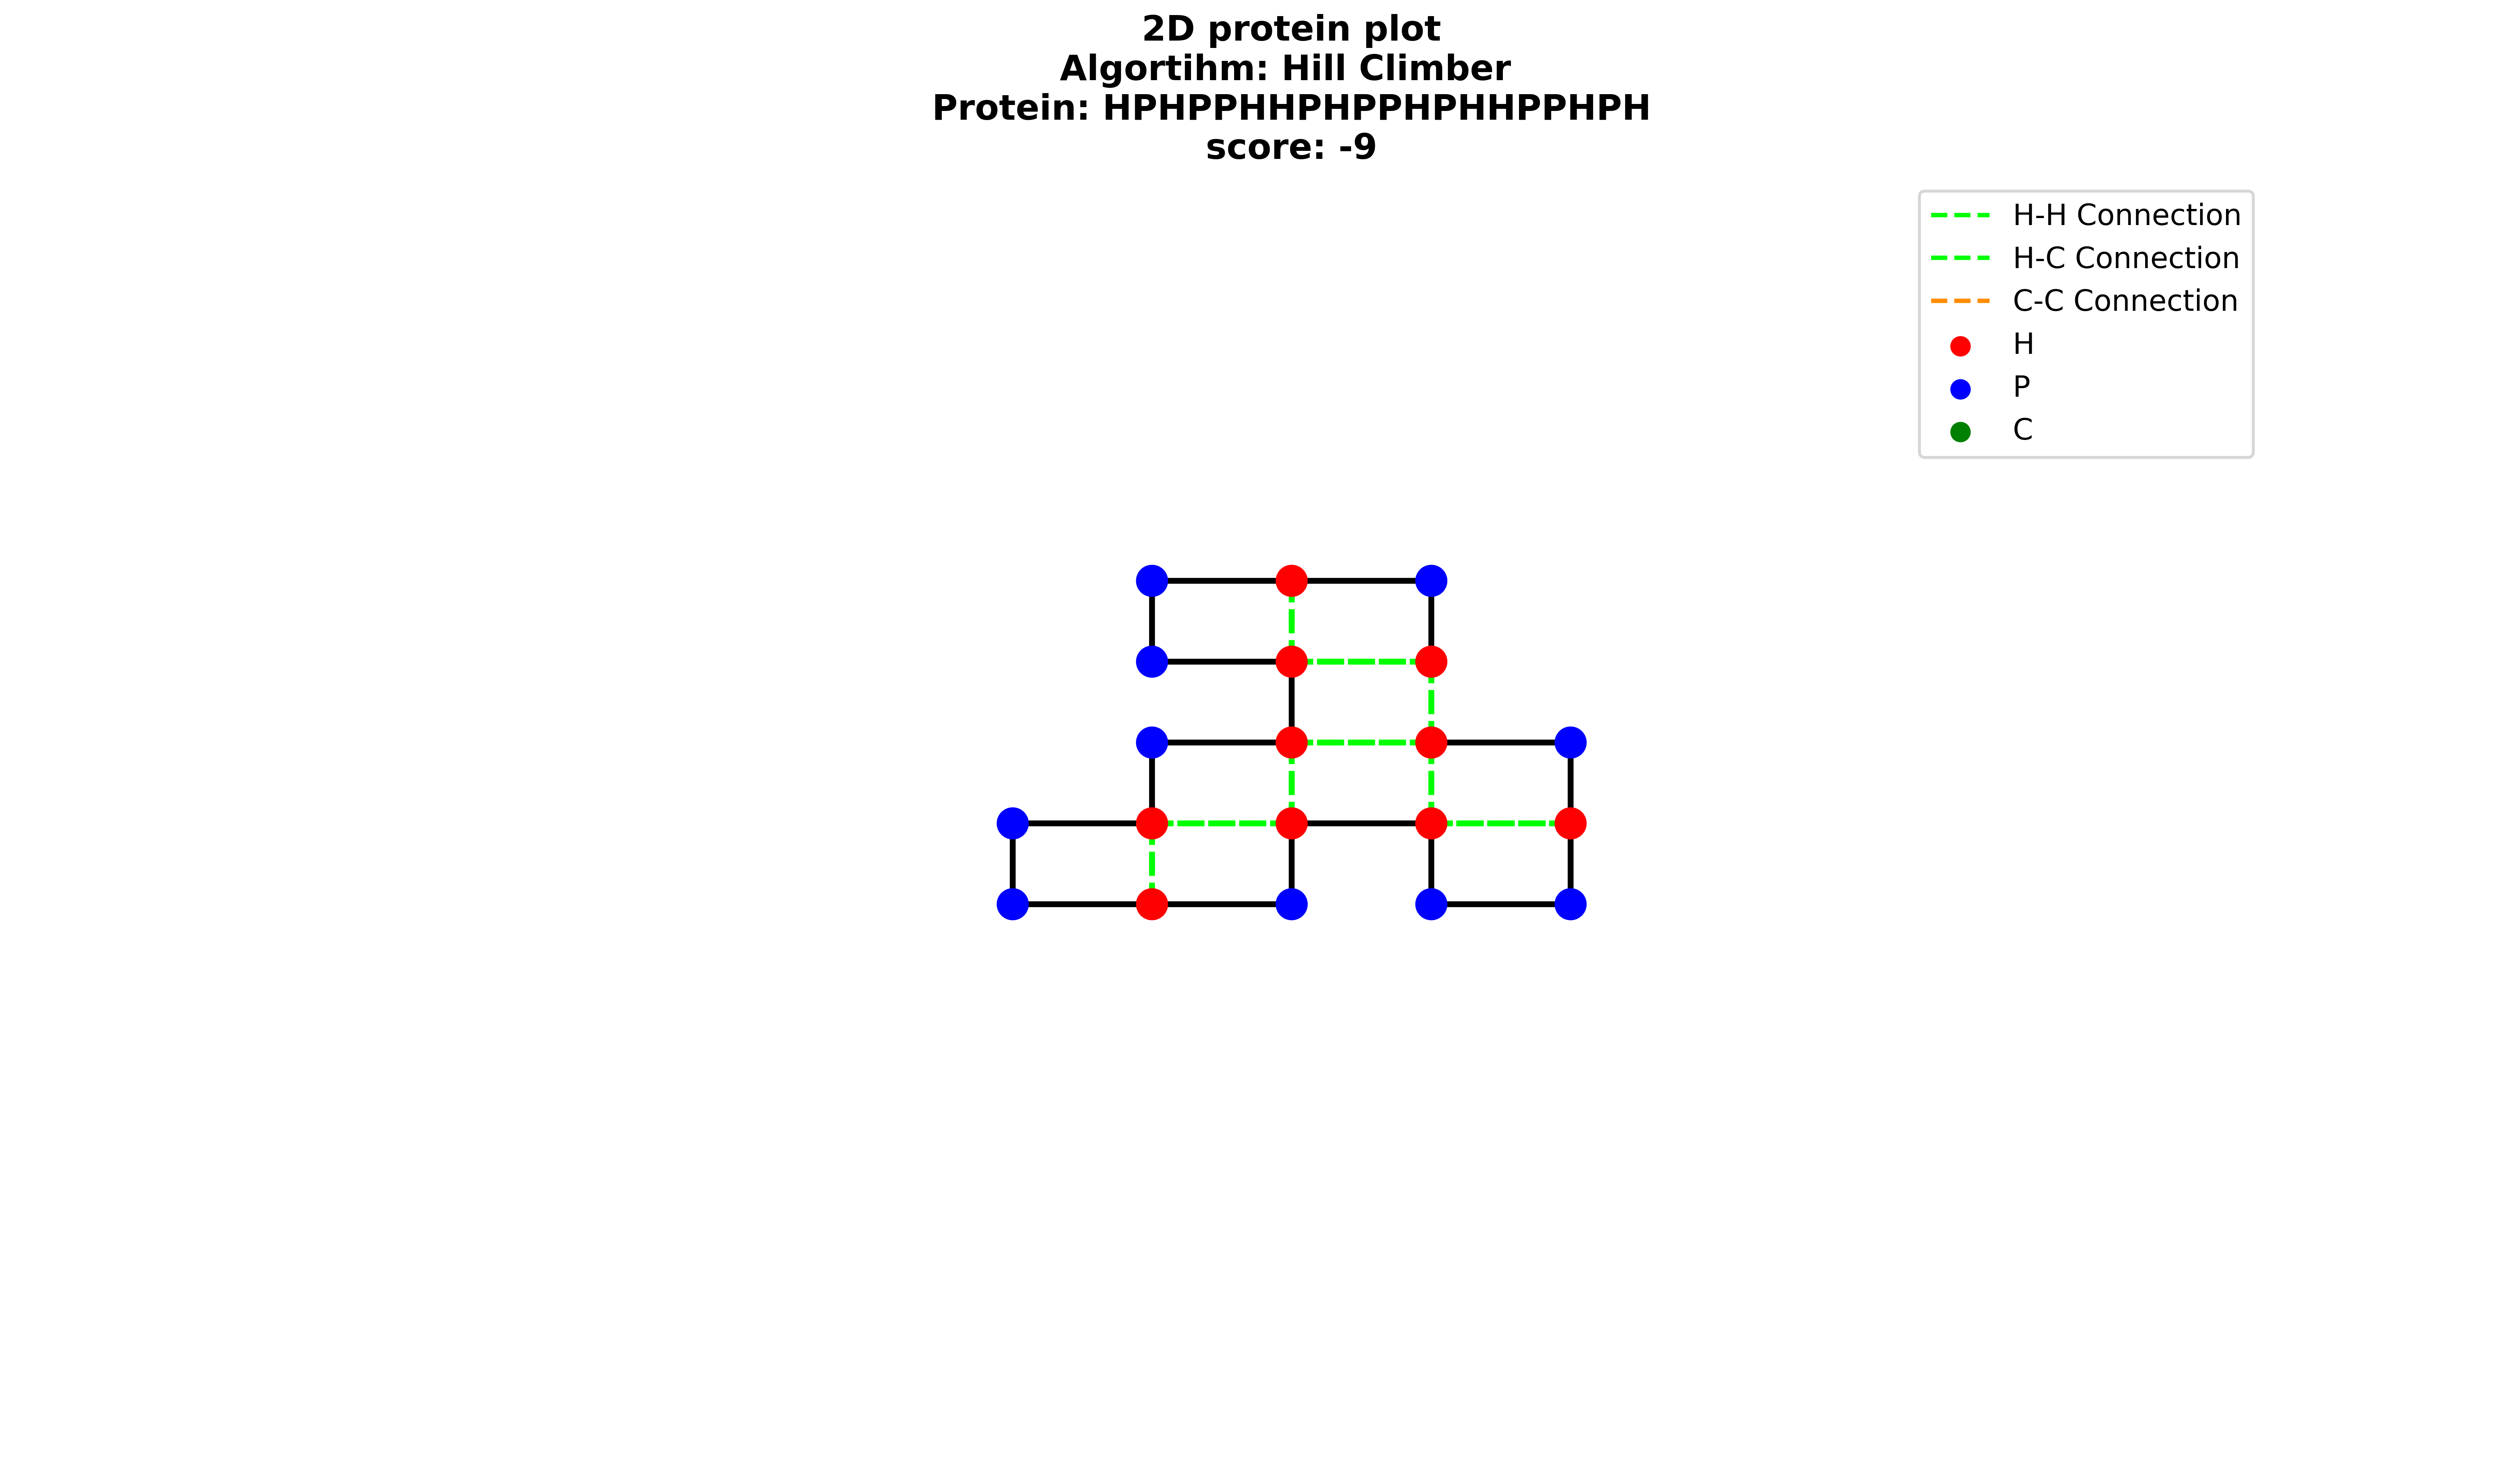 2D protein plot
Algortihm: Hill Climber
Protein: HPHPPHHPHPPHPHHPPHPH
score: -9
H-H Connection
H-C Connection
C-C Connection
H
P
C